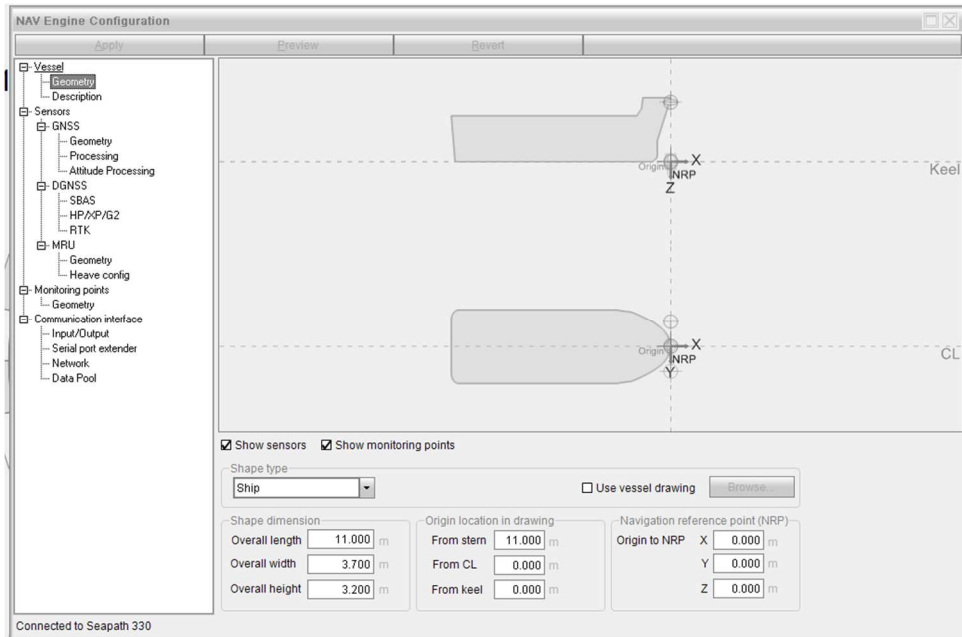 NAV Engine Configuration
Apply Preview Revert
Vessel
Geometry
Description
Sensors
GNSS
Geometry
Processing
Attitude Processing
DGNSS
SBAS
HP/XP/G2
RTK
MRU
Geometry
Heave config
Monitoring points
Geometry
Communication interface
Input/Output
Serial port extender
Network
Data Pool
Origin X
NRP
Z
Keel
Origin X
NRP
Y
CL
Show sensors Show monitoring points
Shape type
Ship Use vessel drawing Browse...
Shape dimension Origin location in drawing Navigation reference point (NRP)
Overall length 11.000 m From stern 11.000 m Origin to NRP X 0.000 m
Overall width 3.700 m From CL 0.000 m Y 0.000 m
Overall height 3.200 m From keel 0.000 m Z 0.000 m
Connected to Seapath 330